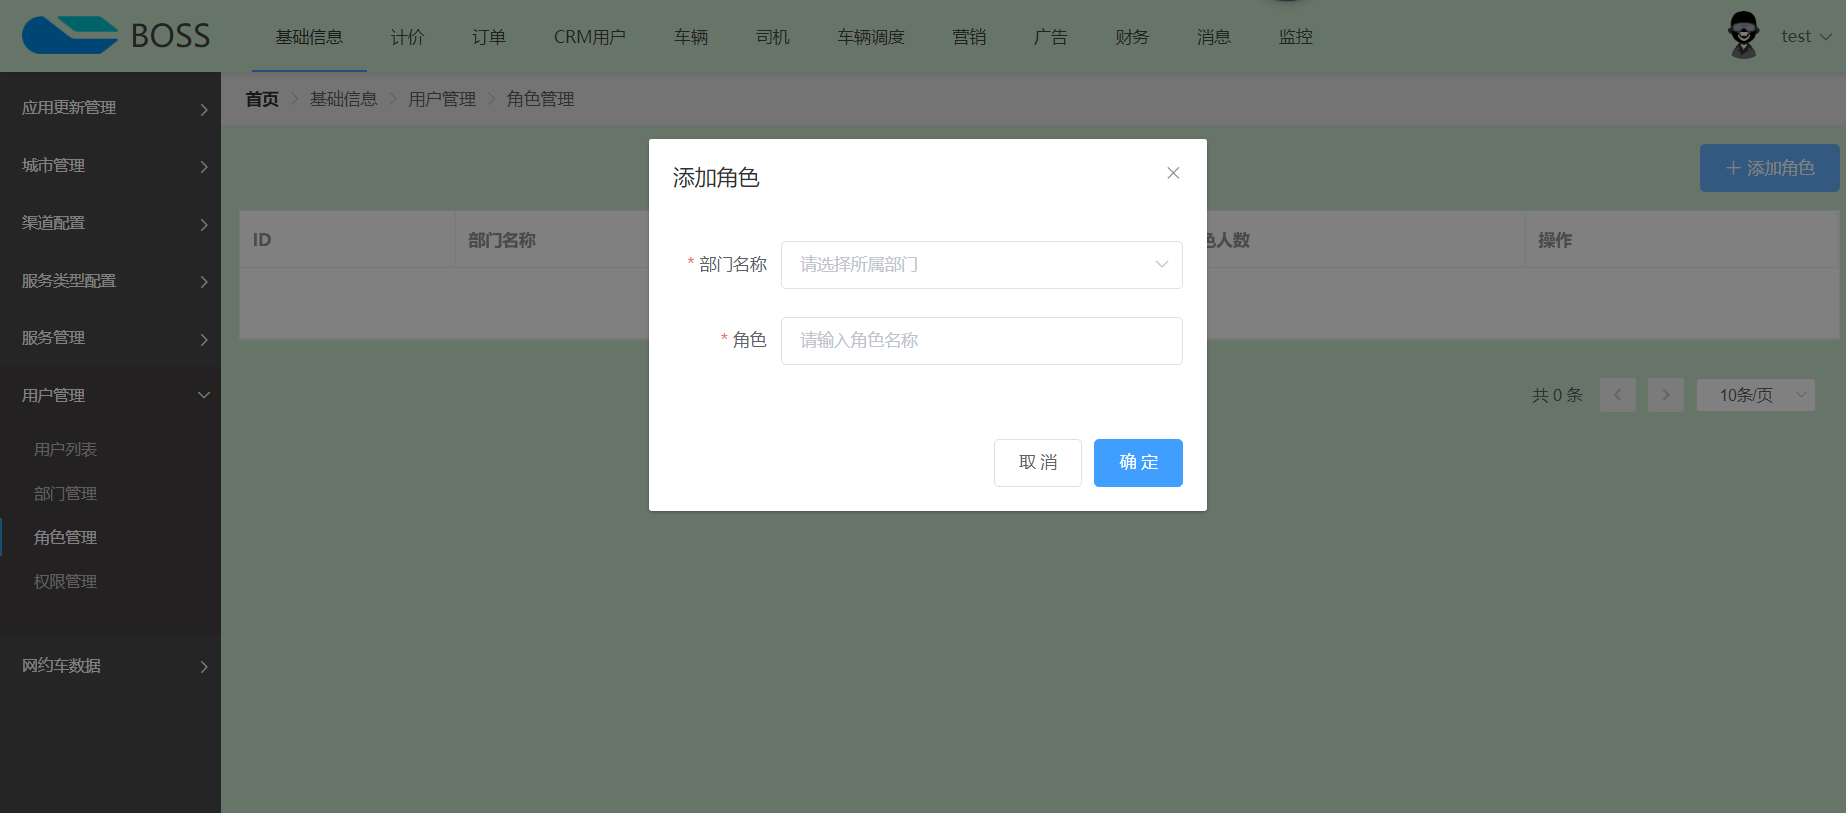 BOSS
基础信息 计价 订单 CRM用户 车辆 司机 车辆调度 营销 广告 财务 消息 监控
test
应用更新管理
城市管理
渠道配置
服务类型配置
服务管理
用户管理
用户列表
部门管理
角色管理
权限管理
网约车数据
首页 基础信息 用户管理 角色管理
添加角色
ID 部门名称 色人数 操作
共 0 条 10条/页
添加角色
* 部门名称 请选择所属部门
* 角色 请输入角色名称
取 消 确 定